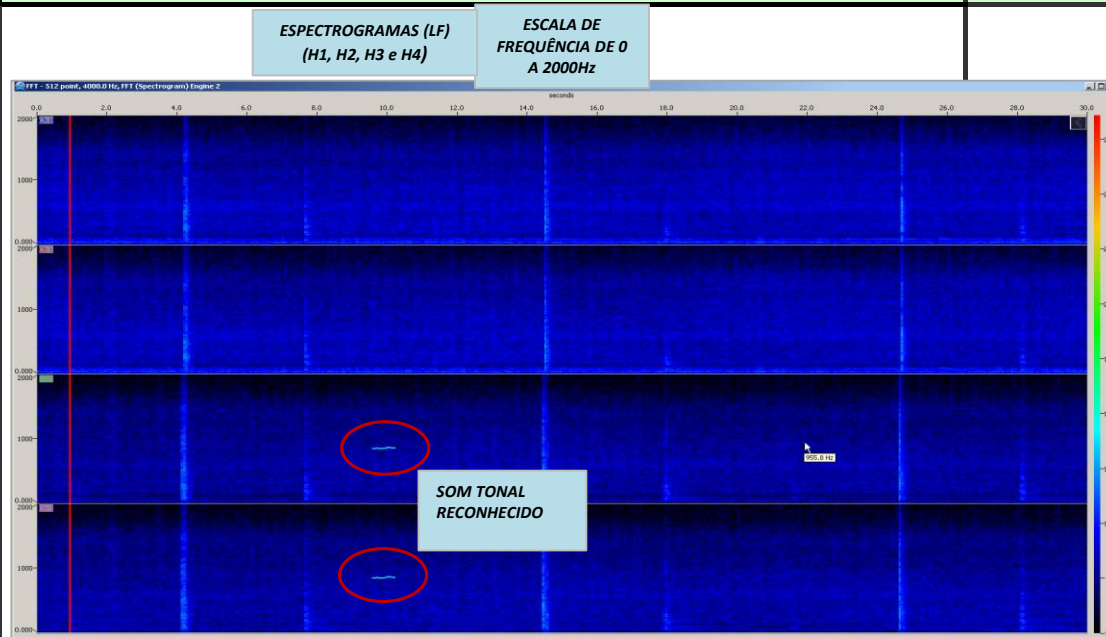 ESPECTROGRAMAS (LF)
(H1, H2, H3 e H4)
ESCALA DE
FREQUÊNCIA DE 0
A 2000Hz
FFT - 512 point, 4000.0 Hz, FFT (Spectrogram) Engine 2
seconds
0.0 2.0 4.0 6.0 8.0 10.0 12.0 14.0 16.0 18.0 20.0 22.0 24.0 26.0 28.0 30.0
2000
1000
0.000
2000
1000
0.000
2000
1000
955.8 Hz
0.000
SOM TONAL
RECONHECIDO
2000
1000
0.000